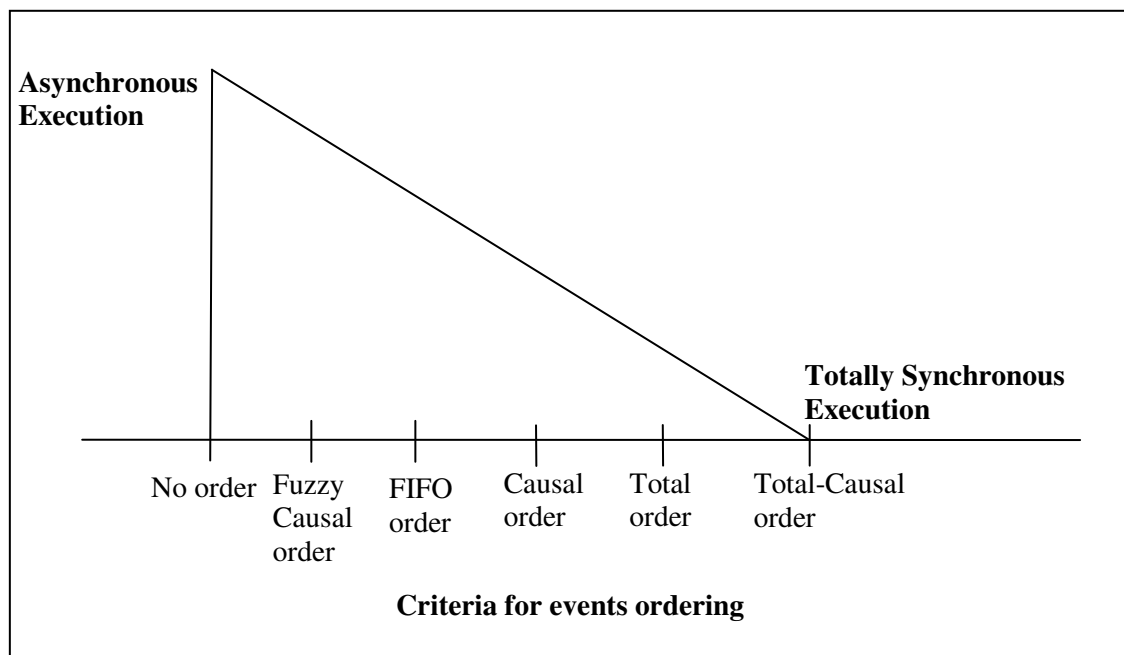 Asynchronous
Execution
Totally Synchronous
Execution
No order
Fuzzy
Causal
order
FIFO
order
Causal
order
Total
order
Total-Causal
order
Criteria for events ordering